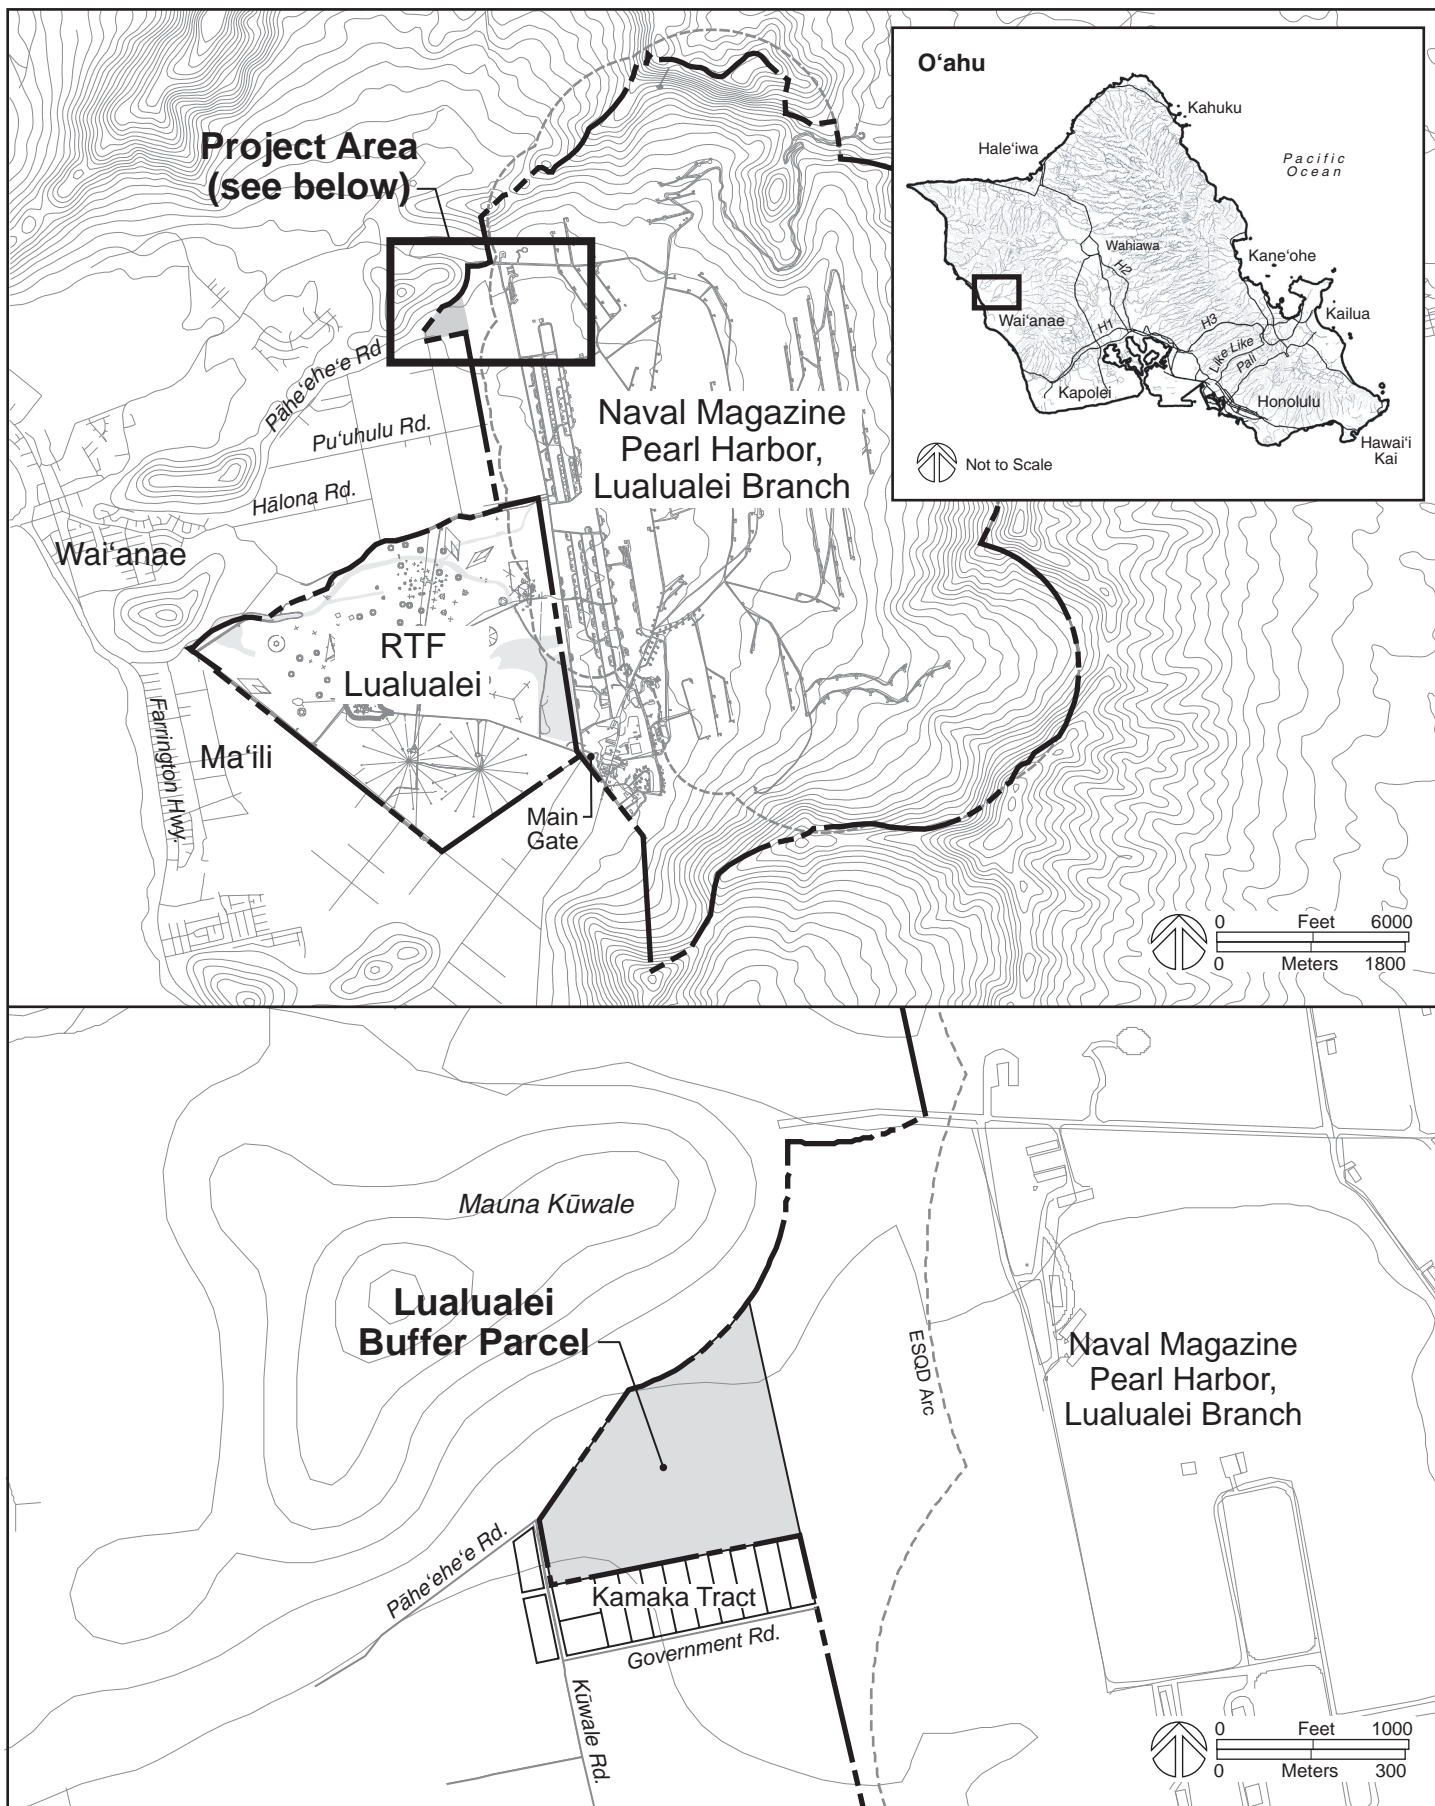 O‘ahu
Kahuku
Hale‘iwa
Pacific
Ocean
Wahiawa
H2
Kane‘ohe
Wai‘anae
H1
H3
Kailua
Like Like
Pali
Kapolei
Honolulu
Hawai‘i
Kai
Not to Scale
Project Area
(see below)
Pāhe‘ehe‘e Rd
Pu‘uhulu Rd.
Hālona Rd.
Naval Magazine
Pearl Harbor,
Lualualei Branch
Wai‘anae
RTF
Lualualei
Farrington Hwy.
Ma‘ili
Main
Gate
0 Feet 6000
0 Meters 1800
Mauna Kūwale
Lualualei
Buffer Parcel
ESQD Arc
Naval Magazine
Pearl Harbor,
Lualualei Branch
Pāhe‘ehe‘e Rd.
Kamaka Tract
Government Rd.
Kūwale Rd.
0 Feet 1000
0 Meters 300